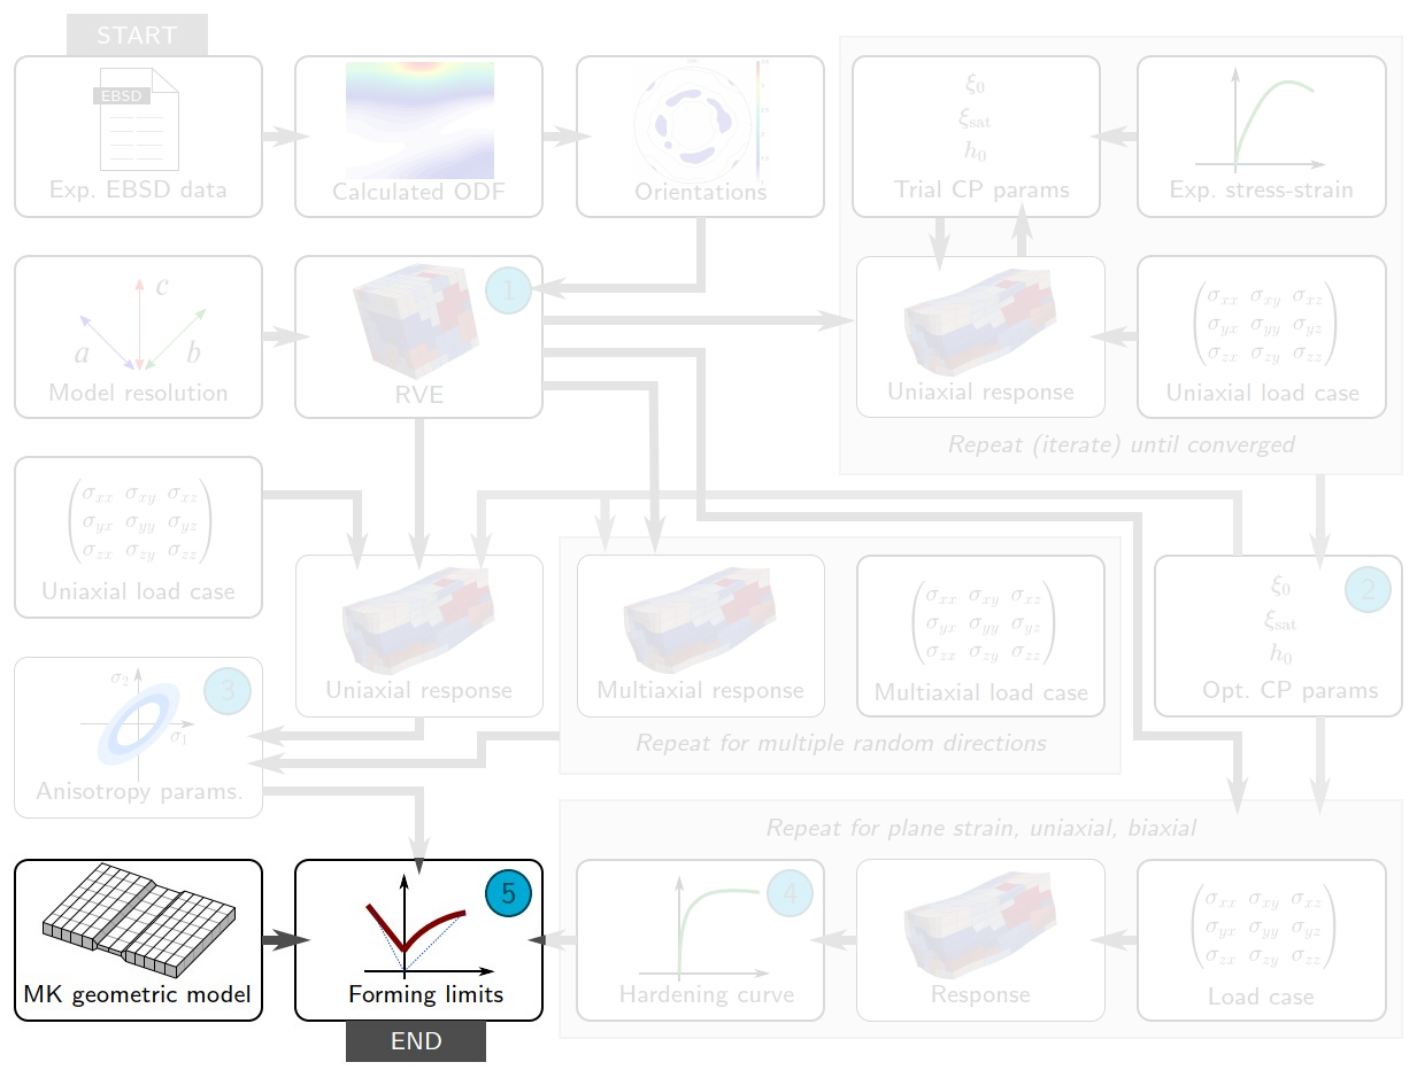 START
EBSD
Exp. EBSD data
Calculated ODF
Orientations
ξ₀
ξsat
h₀
Trial CP params
Exp. stress-strain
c
a b
Model resolution
1
RVE
Uniaxial response
σxx σxy σxz
σyx σyy σyz
σzx σzy σzz
Uniaxial load case
Repeat (iterate) until converged
σxx σxy σxz
σyx σyy σyz
σzx σzy σzz
Uniaxial load case
Uniaxial response
Multiaxial response
σxx σxy σxz
σyx σyy σyz
σzx σzy σzz
Multiaxial load case
Repeat for multiple random directions
2
ξ₀
ξsat
h₀
Opt. CP params
3
σ₂
σ₁
Anisotropy params.
Repeat for plane strain, uniaxial, biaxial
MK geometric model
5
Forming limits
4
Hardening curve
Response
σxx σxy σxz
σyx σyy σyz
σzx σzy σzz
Load case
END